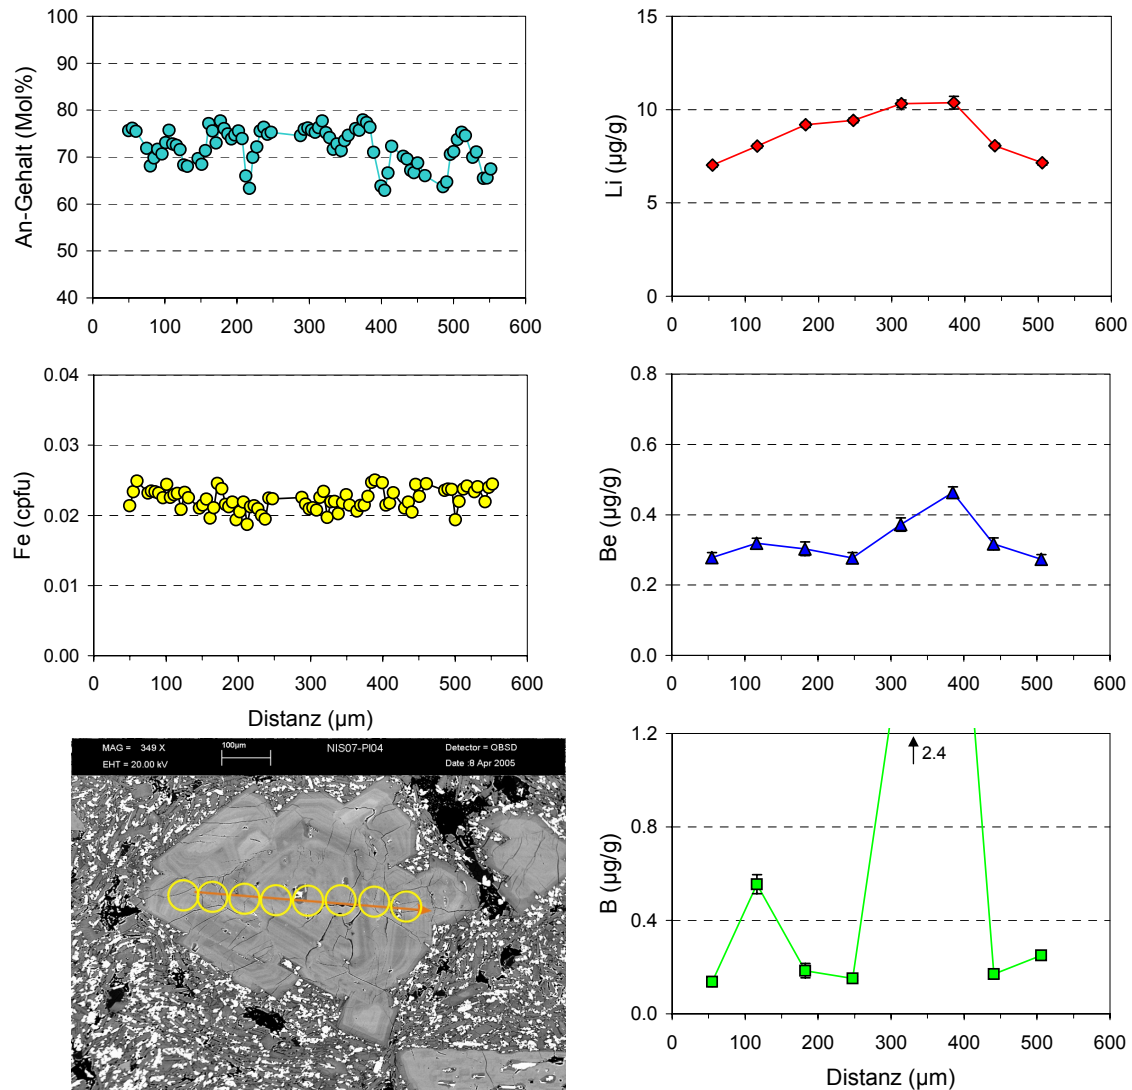 An-Gehalt (Mol%)
100
90
80
70
60
50
40
0 100 200 300 400 500 600
Li (µg/g)
15
10
5
0
0 100 200 300 400 500 600
Fe (cpfu)
0.04
0.03
0.02
0.01
0.00
0 100 200 300 400 500 600
Distanz (µm)
Be (µg/g)
0.8
0.6
0.4
0.2
0.0
0 100 200 300 400 500 600
MAG = 349 X
EHT = 20.00 kV
100µm
NIS07-Pl04
Detector = QBSD
Date :8 Apr 2005
B (µg/g)
1.2
0.8
0.4
0.0
2.4
0 100 200 300 400 500 600
Distanz (µm)